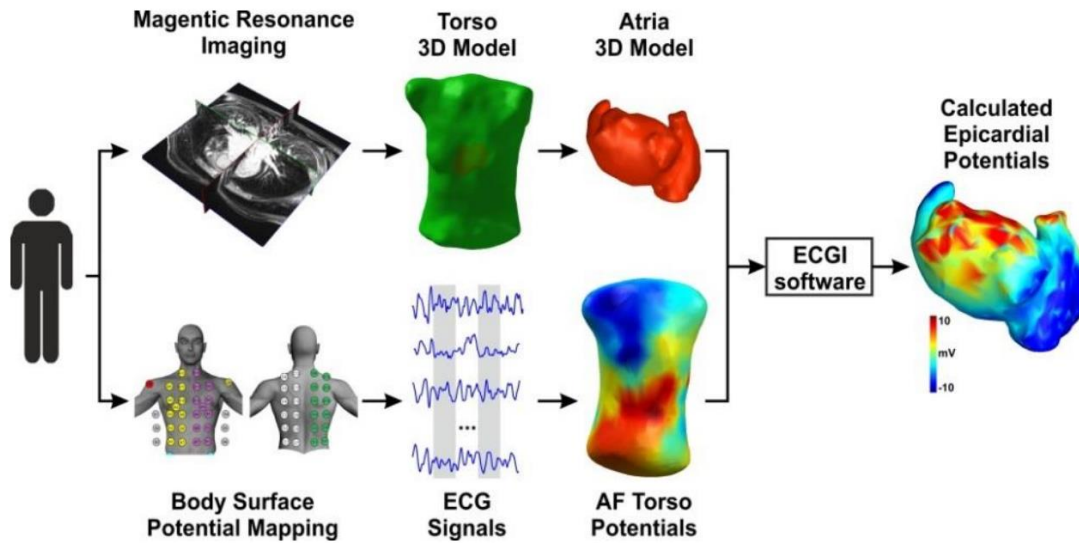 Magentic Resonance
Imaging
Torso
3D Model
Atria
3D Model
Calculated
Epicardial
Potentials
ECGI
software
10
mV
-10
...
Body Surface
Potential Mapping
ECG
Signals
AF Torso
Potentials